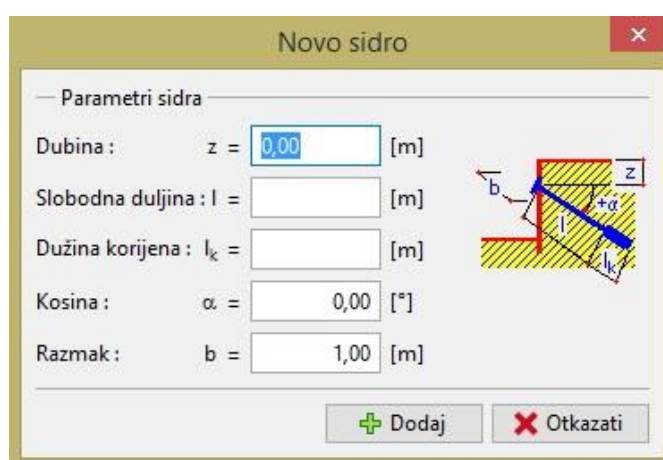 Novo sidro
Parametri sidra
Dubina : z = 0,00 [m]
Slobodna duljina : l = [m]
Dužina korijena : lk = [m]
Kosina : α = 0,00 [°]
Razmak : b = 1,00 [m]
z
b
+α
l
lk
Dodaj Otkazati